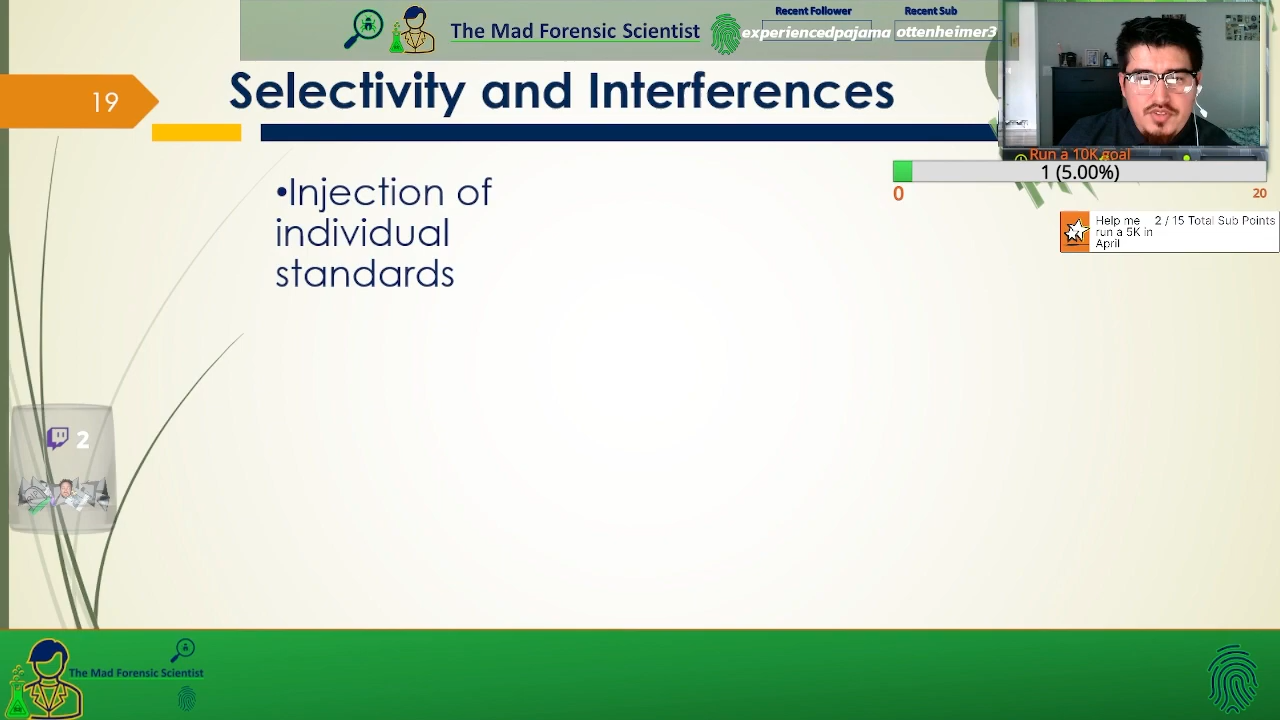 The Mad Forensic Scientist
Recent Follower
experiencedpajama
Recent Sub
ottenheimer3
19
Selectivity and Interferences
•Injection of
individual
standards
Run a 10K goal
1 (5.00%)
0
20
Help me
run a 5K in
April
2 / 15 Total Sub Points
2
The Mad Forensic Scientist